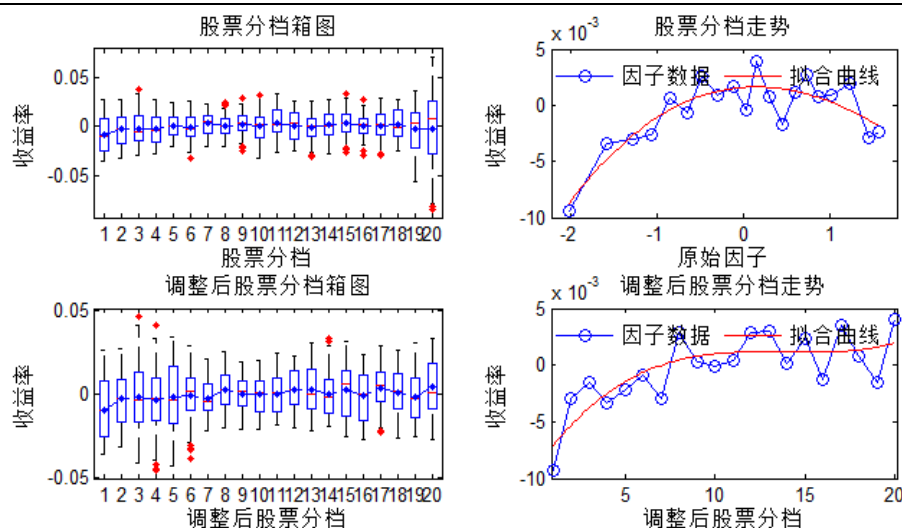 股票分档箱图
0.05
0
-0.05
收益率
1 2 3 4 5 6 7 8 9 10 11 12 13 14 15 16 17 18 19 20
股票分档
股票分档走势
x 10^-3
5
0
-5
-10
收益率
因子数据
拟合曲线
-2 -1 0 1
原始因子
调整后股票分档箱图
0.05
0
-0.05
收益率
1 2 3 4 5 6 7 8 9 10 11 12 13 14 15 16 17 18 19 20
调整后股票分档
调整后股票分档走势
x 10^-3
5
0
-5
-10
收益率
因子数据
拟合曲线
5 10 15 20
调整后股票分档